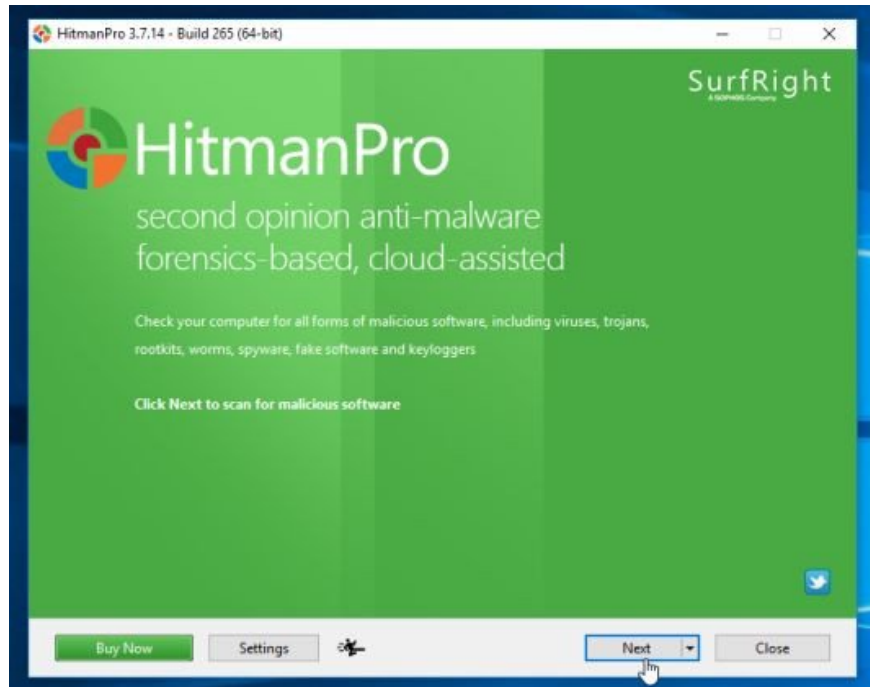 HitmanPro 3.7.14 - Build 265 (64-bit)
SurfRight
A SOPHOS Company
HitmanPro
second opinion anti-malware
forensics-based, cloud-assisted
Check your computer for all forms of malicious software, including viruses, trojans,
rootkits, worms, spyware, fake software and keyloggers
Click Next to scan for malicious software
Buy Now
Settings
Next
Close